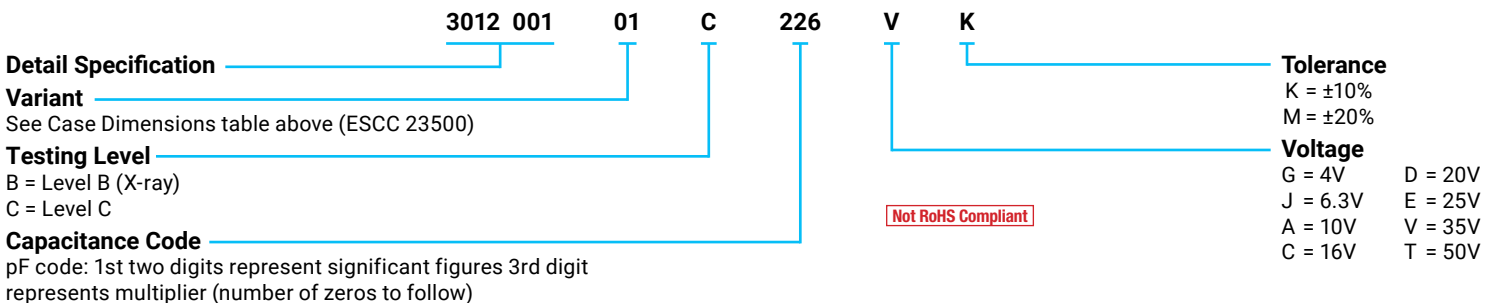 3012 001 01 C 226 V K
Detail Specification
Variant
See Case Dimensions table above (ESCC 23500)
Testing Level
B = Level B (X-ray)
C = Level C
Capacitance Code
pF code: 1st two digits represent significant figures 3rd digit
represents multiplier (number of zeros to follow)
Not RoHS Compliant
Tolerance
K = ±10%
M = ±20%
Voltage
G = 4V D = 20V
J = 6.3V E = 25V
A = 10V V = 35V
C = 16V T = 50V